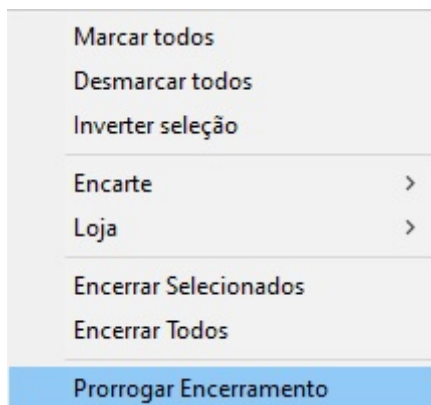 Marcar todos
Desmarcar todos
Inverter seleção
Encarte
Loja
Encerrar Selecionados
Encerrar Todos
Prorrogar Encerramento